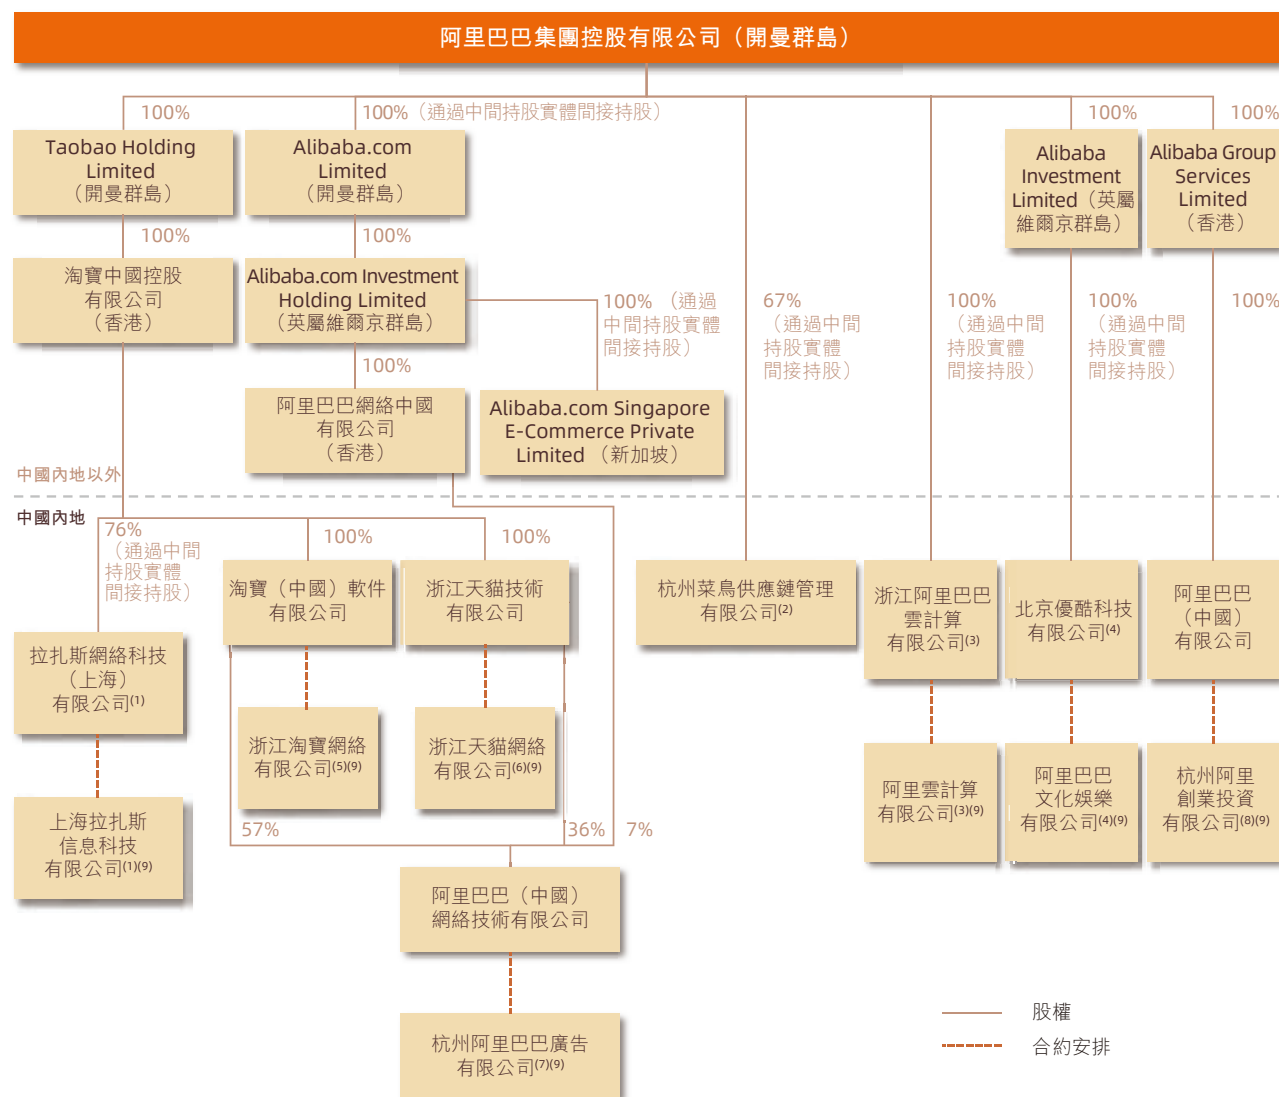 阿里巴巴集團控股有限公司（開曼群島）
100%
100%（通過中間持股實體間接持股）
100%
100%
Taobao Holding
Limited
（開曼群島）
Alibaba.com
Limited
（開曼群島）
Alibaba
Investment
Limited（英屬
維爾京群島）
Alibaba Group
Services
Limited
（香港）
100%
100%
淘寶中國控股
有限公司
（香港）
Alibaba.com Investment
Holding Limited
（英屬維爾京群島）
100% （通過
中間持股實體
間接持股）
67%
（通過中間
持股實體
間接持股）
100%
（通過中間
持股實體
間接持股）
100%
（通過中間
持股實體
間接持股）
100%
100%
阿里巴巴網絡中國
有限公司
（香港）
Alibaba.com Singapore
E-Commerce Private
Limited （新加坡）
中國內地以外
中國內地
76%
（通過中間
持股實體
間接持股）
100%
100%
淘寶（中國）軟件
有限公司
浙江天貓技術
有限公司
杭州菜鳥供應鏈管理
有限公司(2)
浙江阿里巴巴
雲計算
有限公司(3)
北京優酷科技
有限公司(4)
阿里巴巴
（中國）
有限公司
拉扎斯網絡科技
（上海）
有限公司(1)
浙江淘寶網絡
有限公司(5)(9)
浙江天貓網絡
有限公司(6)(9)
阿里雲計算
有限公司(3)(9)
阿里巴巴
文化娛樂
有限公司(4)(9)
杭州阿里
創業投資
有限公司(8)(9)
上海拉扎斯
信息科技
有限公司(1)(9)
57%
36%
7%
阿里巴巴（中國）
網絡技術有限公司
杭州阿里巴巴廣告
有限公司(7)(9)
股權
合約安排